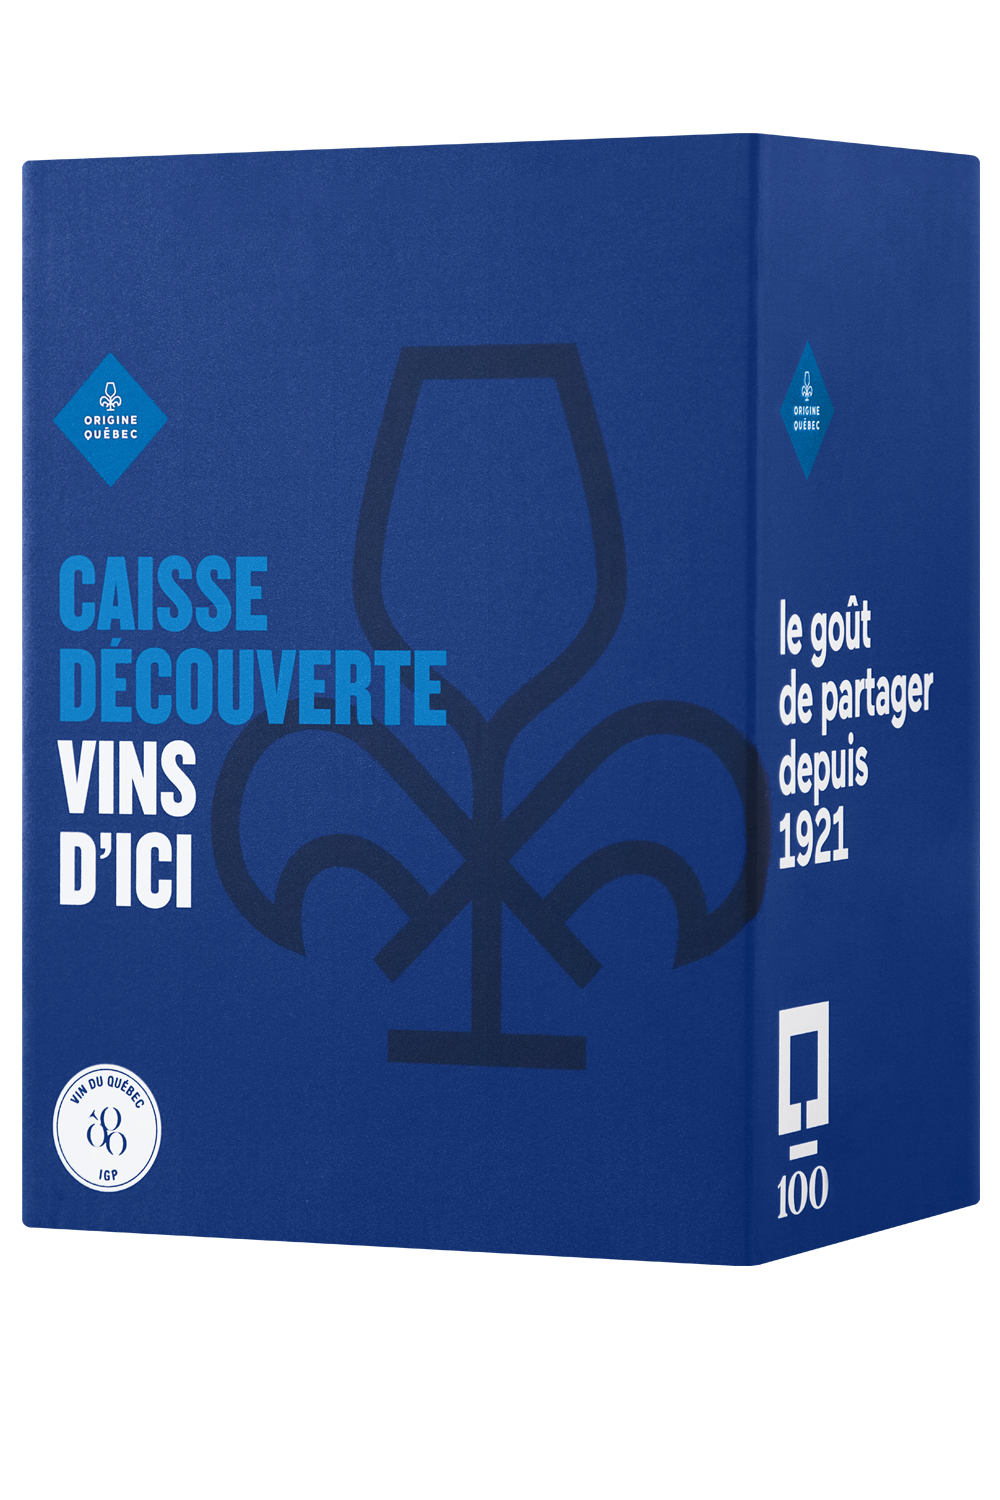 ORIGINE
QUÉBEC
CAISSE
DÉCOUVERTE
VINS
D'ICI
VIN DU QUÉBEC
IGP
ORIGINE
QUÉBEC
le goût
de partager
depuis
1921
100